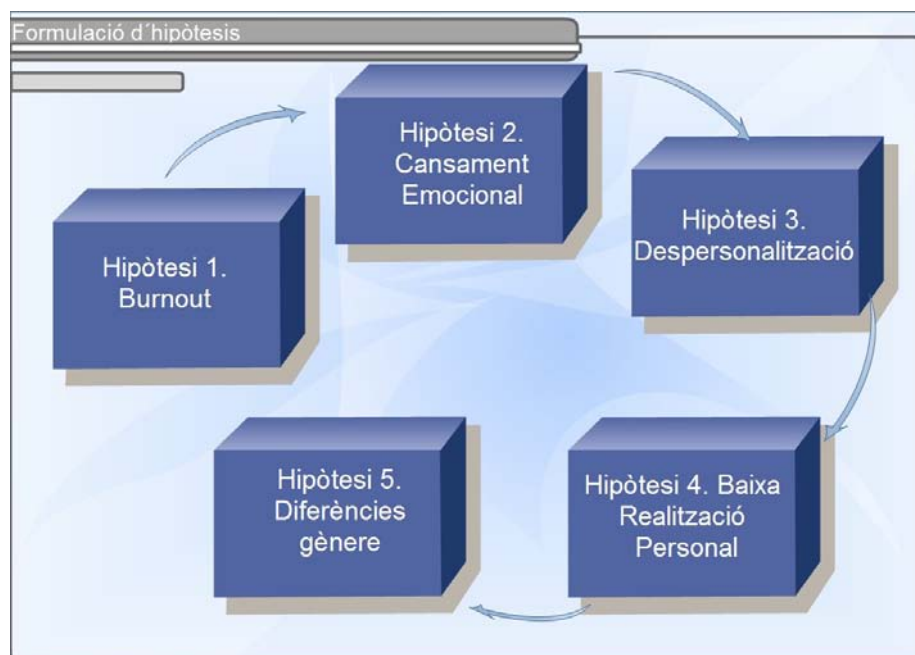 Formulació d´hipòtesis
Hipòtesi 1.
Burnout
Hipòtesi 2.
Cansament
Emocional
Hipòtesi 3.
Despersonalització
Hipòtesi 4. Baixa
Realització
Personal
Hipòtesi 5.
Diferències
gènere